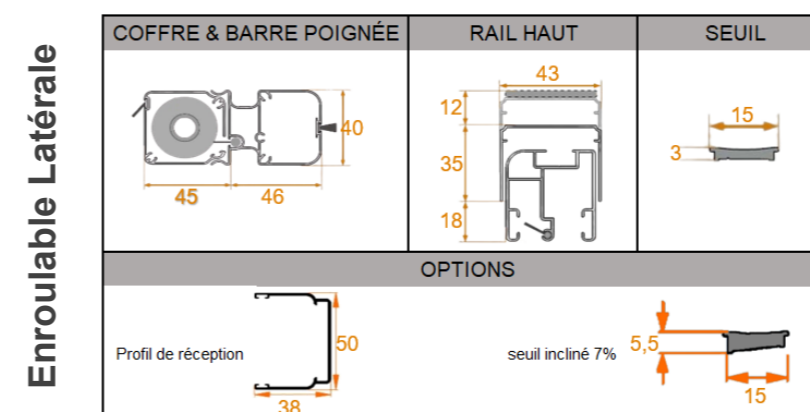 Enroulable Latérale
COFFRE & BARRE POIGNÉE
RAIL HAUT
SEUIL
40
45
46
43
12
35
18
15
3
OPTIONS
Profil de réception
50
38
seuil incliné 7%
5,5
15